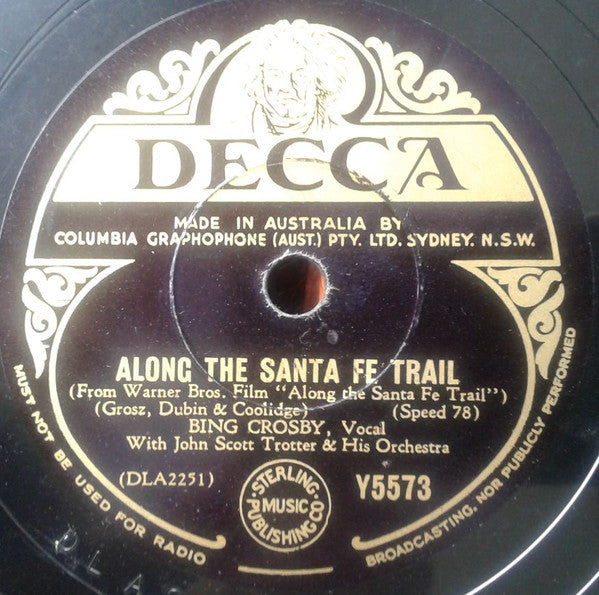 DECCA
MADE IN AUSTRALIA BY
COLUMBIA GRAPHOPHONE (AUST.) PTY. LTD. SYDNEY. N.S.W.
ALONG THE SANTA FE TRAIL
(From Warner Bros. Film "Along the Santa Fe Trail")
(Grosz, Dubin & Coolidge) (Speed 78)
BING CROSBY, Vocal
With John Scott Trotter & His Orchestra
(DLA2251)
STERLING
MUSIC
PUBLISHING CO
Y5573
MUST NOT BE USED FOR RADIO
BROADCASTING, NOR PUBLICLY PERFORMED
D L A